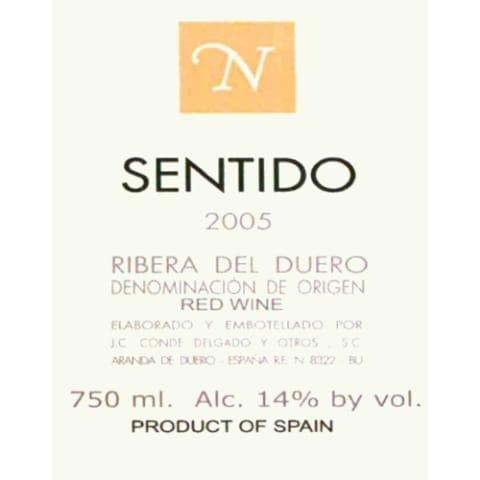 N
SENTIDO
2005
RIBERA DEL DUERO
DENOMINACIÓN DE ORIGEN
RED WINE
ELABORADO Y EMBOTELLADO POR
J.C. CONDE DELGADO Y OTROS , S.C.
ARANDA DE DUERO - ESPAÑA R.E. N 8322 - BU
750 ml. Alc. 14% by vol.
PRODUCT OF SPAIN